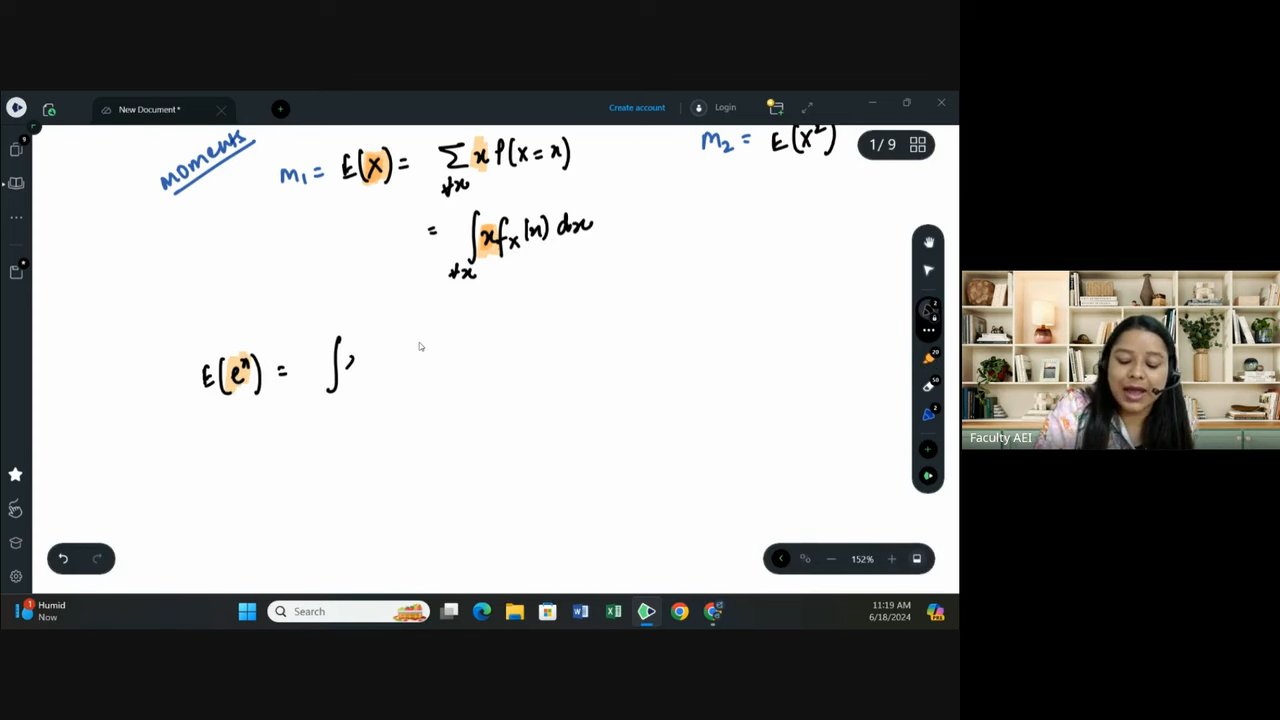 New Document*
Create account
Login
moments
m₁ = E(X) = ∑ x P(X=x)
∀x
= ∫ x fₓ(x) dx
∀x
m₂ = E(X²)
1/9
E(eˣ) = ∫
Faculty AEI
152%
Humid
Now
Search
11:19 AM
6/18/2024